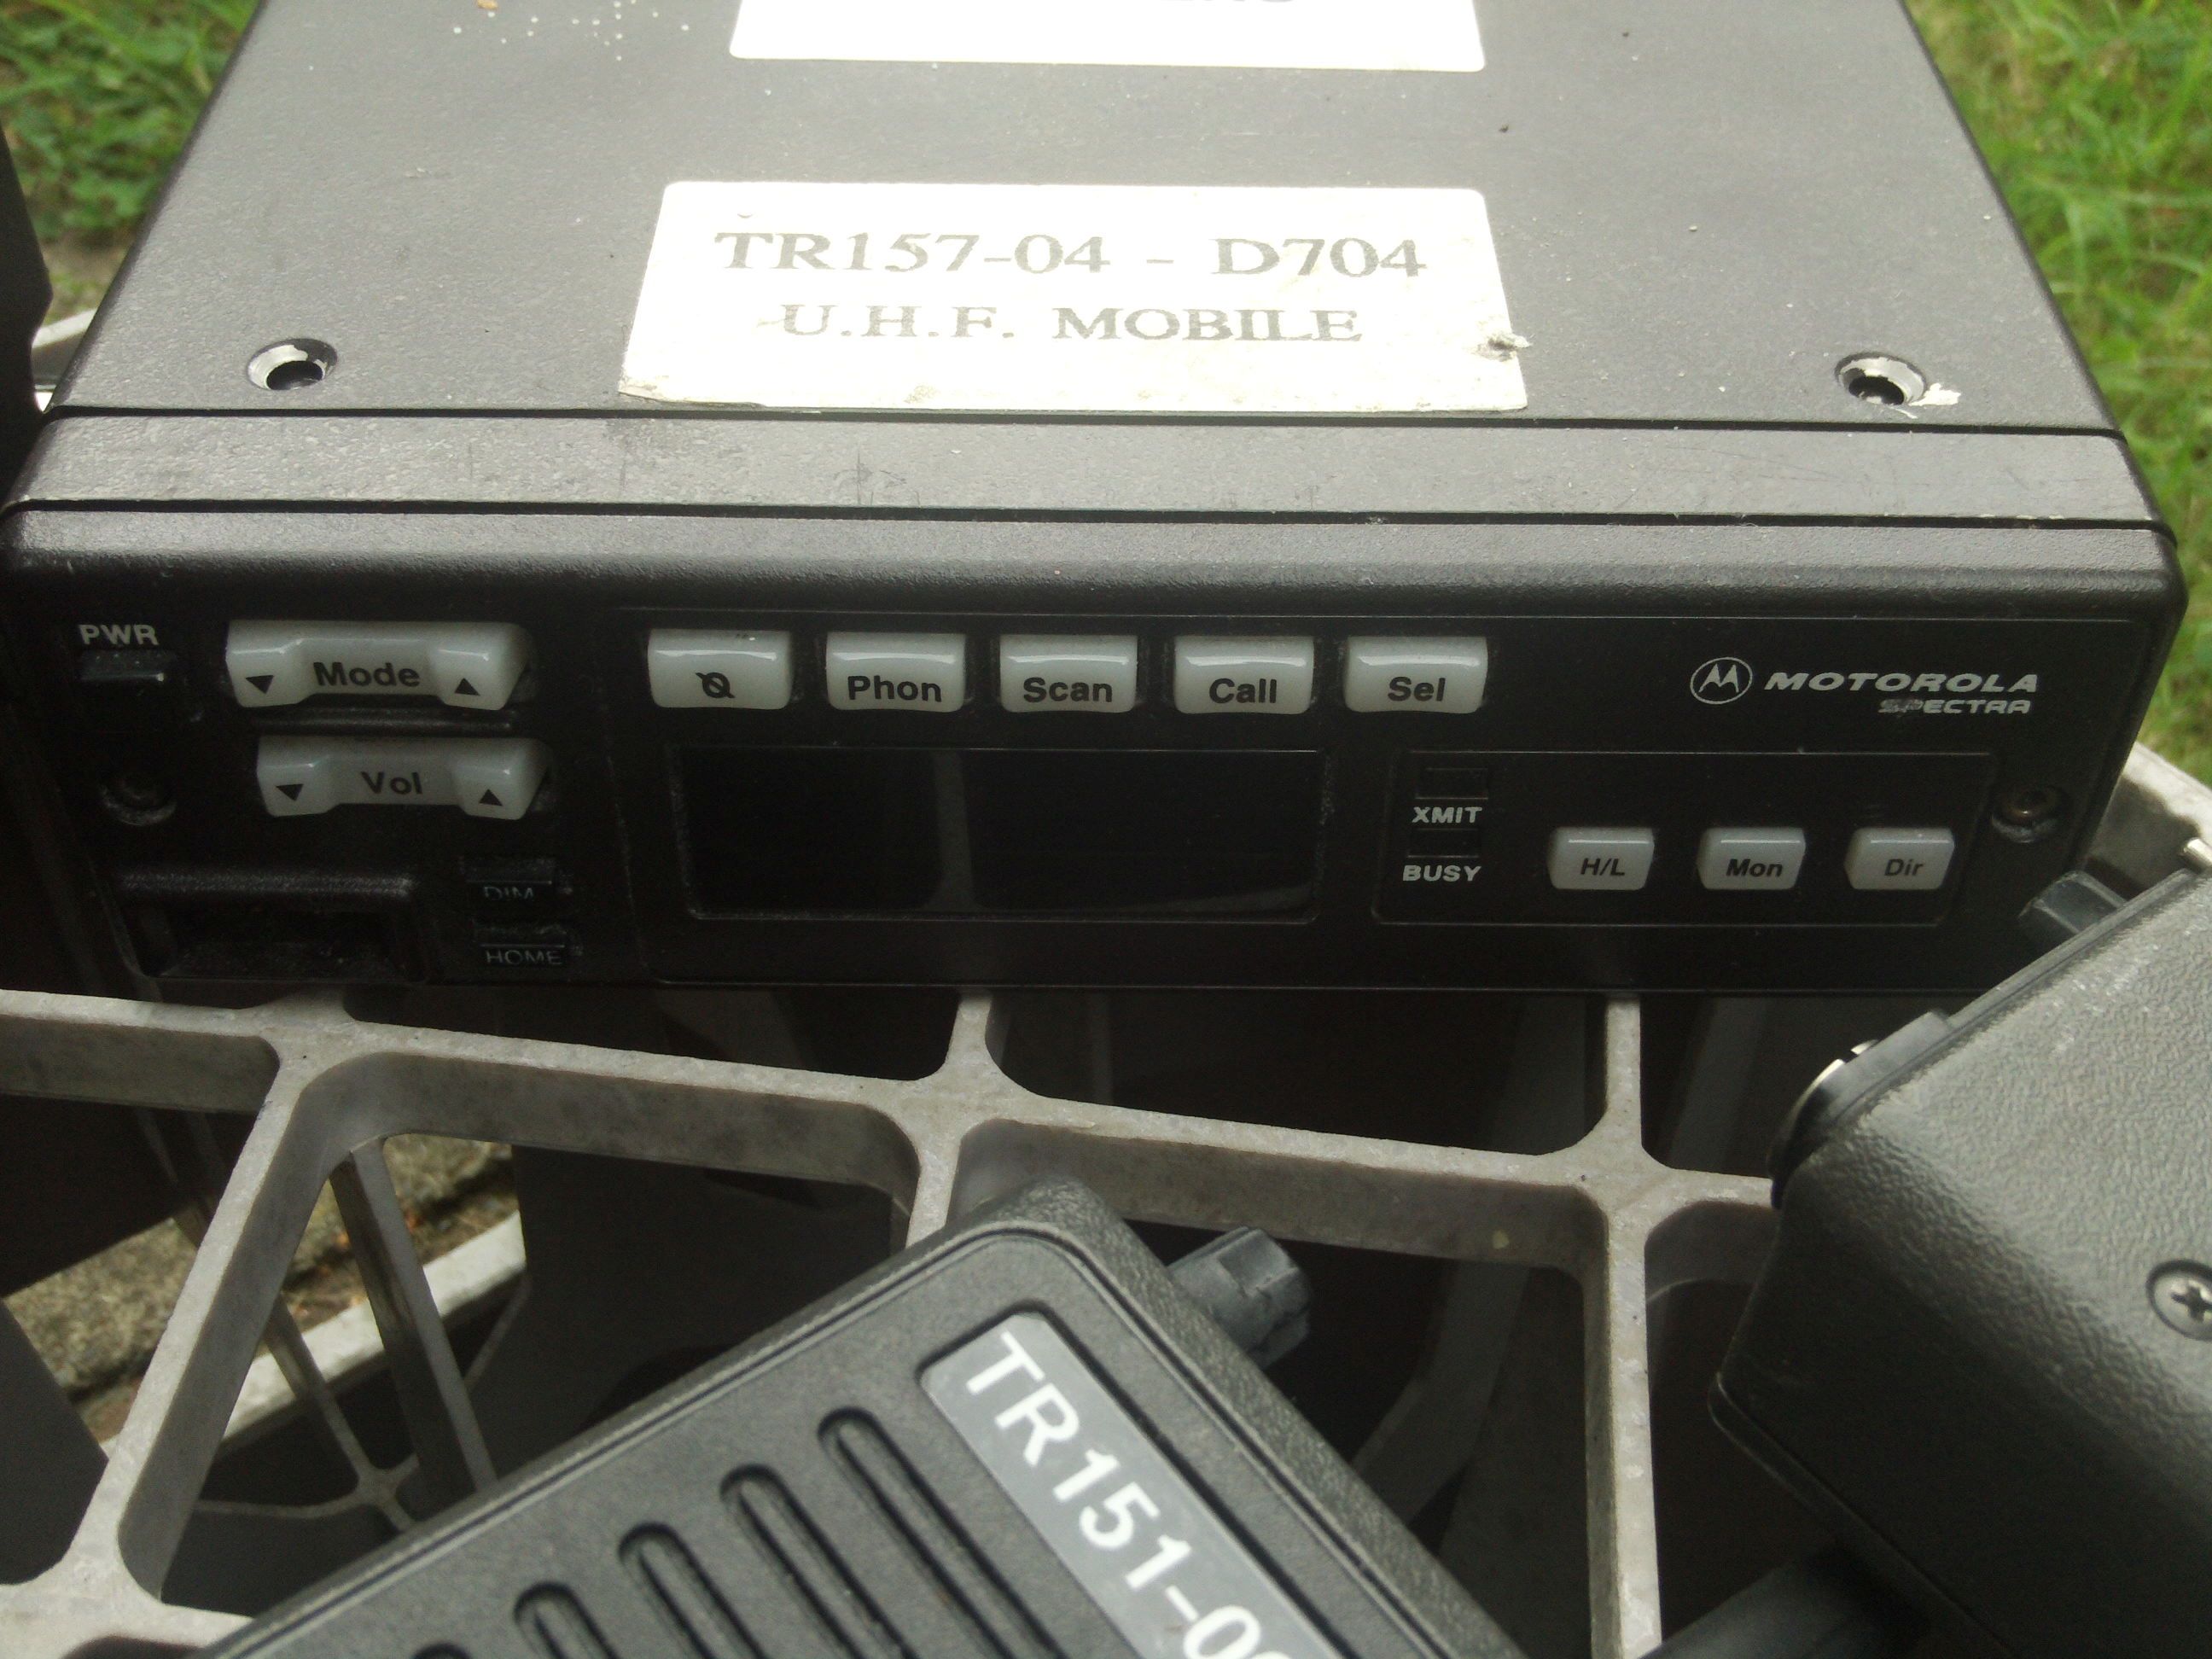 TR157-04 - D704
U.H.F. MOBILE
PWR
Mode
Phon
Scan
Call
Sel
MOTOROLA
SPECTRA
Vol
XMIT
BUSY
H/L
Mon
Dir
DIM
HOME
TR151-0